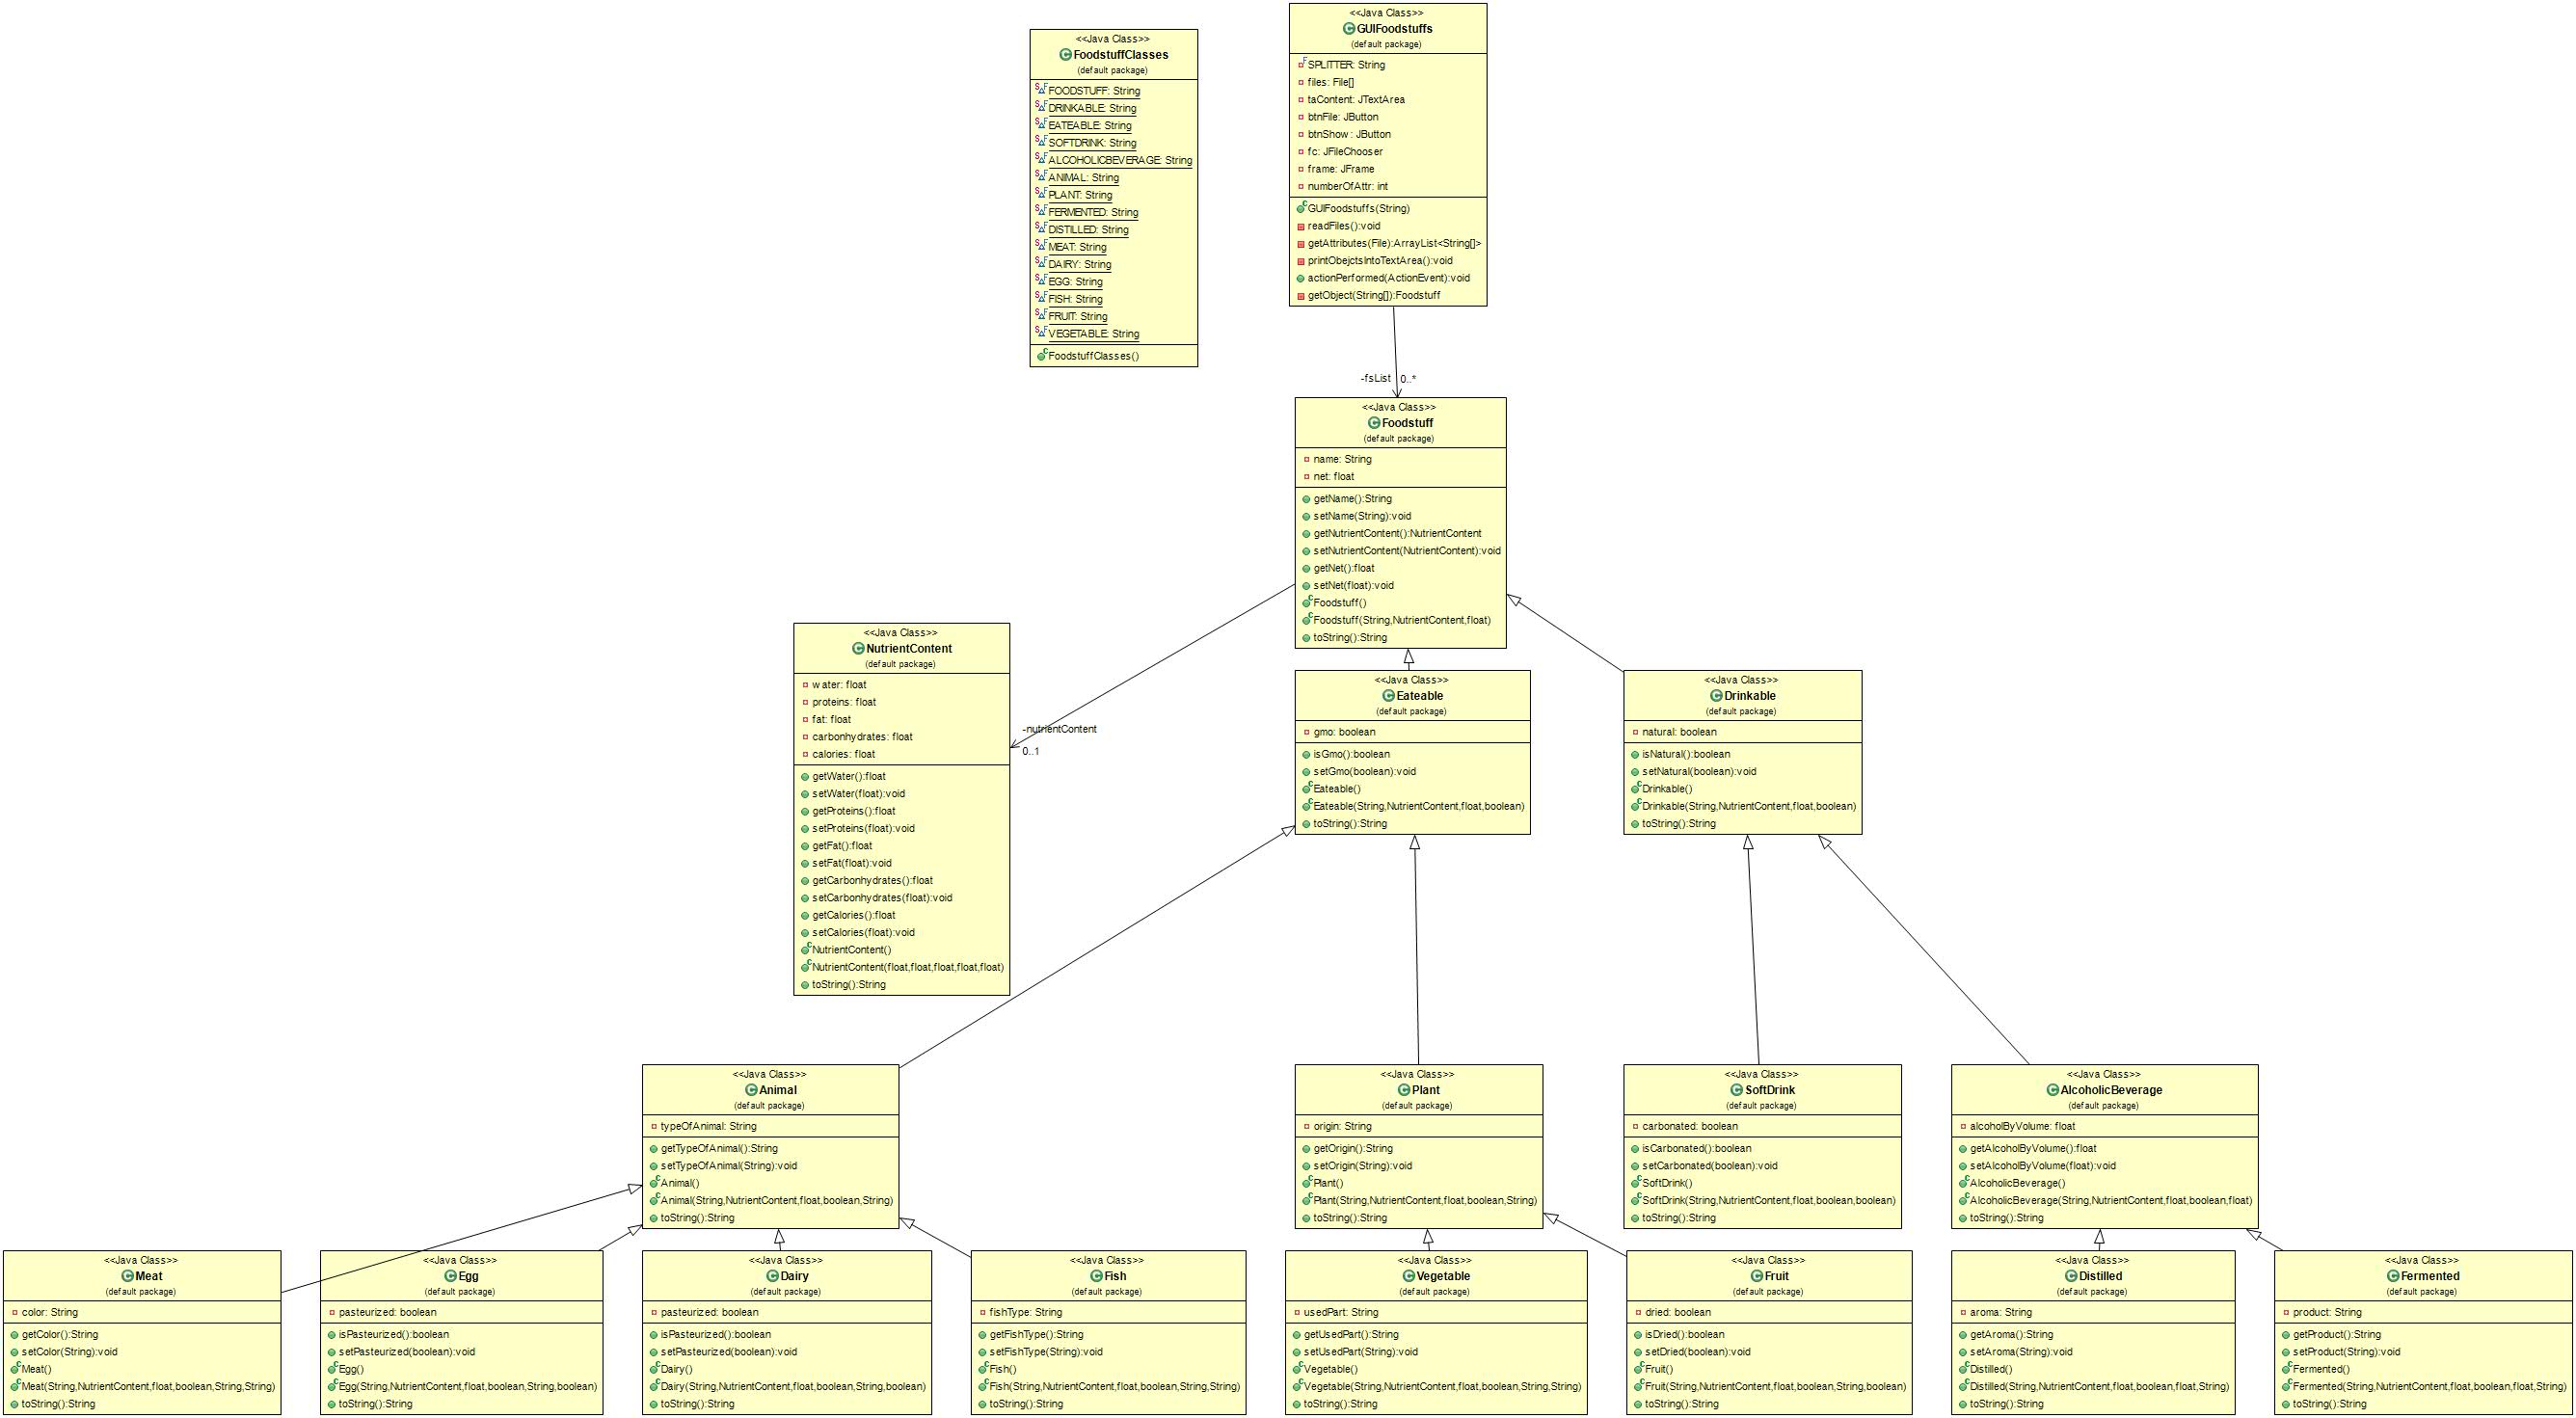 <<Java Class>>
FoodstuffClasses
(default package)
FOODSTUFF: String
DRINKABLE: String
EATEABLE: String
SOFTDRINK: String
ALCOHOLICBEVERAGE: String
ANIMAL: String
PLANT: String
FERMENTED: String
DISTILLED: String
MEAT: String
DAIRY: String
EGG: String
FISH: String
FRUIT: String
VEGETABLE: String
FoodstuffClasses()
<<Java Class>>
GUIFoodstuffs
(default package)
SPLITTER: String
files: File[]
taContent: JTextArea
btnFile: JButton
btnShow: JButton
fc: JFileChooser
frame: JFrame
numberOfAttr: int
GUIFoodstuffs(String)
readFiles():void
getAttributes(File):ArrayList<String[]>
printObejctsIntoTextArea():void
actionPerformed(ActionEvent):void
getObject(String[]):Foodstuff
-fsList 0..*
<<Java Class>>
Foodstuff
(default package)
name: String
net: float
getName():String
setName(String):void
getNutrientContent():NutrientContent
setNutrientContent(NutrientContent):void
getNet():float
setNet(float):void
Foodstuff()
Foodstuff(String,NutrientContent,float)
toString():String
<<Java Class>>
NutrientContent
(default package)
water: float
proteins: float
fat: float
carbonhydrates: float
calories: float
getWater():float
setWater(float):void
getProteins():float
setProteins(float):void
getFat():float
setFat(float):void
getCarbonhydrates():float
setCarbonhydrates(float):void
getCalories():float
setCalories(float):void
NutrientContent()
NutrientContent(float,float,float,float,float)
toString():String
-nutrientContent
0..1
<<Java Class>>
Eateable
(default package)
gmo: boolean
isGmo():boolean
setGmo(boolean):void
Eateable()
Eateable(String,NutrientContent,float,boolean)
toString():String
<<Java Class>>
Drinkable
(default package)
natural: boolean
isNatural():boolean
setNatural(boolean):void
Drinkable()
Drinkable(String,NutrientContent,float,boolean)
toString():String
<<Java Class>>
Animal
(default package)
typeOfAnimal: String
getTypeOfAnimal():String
setTypeOfAnimal(String):void
Animal()
Animal(String,NutrientContent,float,boolean,String)
toString():String
<<Java Class>>
Plant
(default package)
origin: String
getOrigin():String
setOrigin(String):void
Plant()
Plant(String,NutrientContent,float,boolean,String)
toString():String
<<Java Class>>
SoftDrink
(default package)
carbonated: boolean
isCarbonated():boolean
setCarbonated(boolean):void
SoftDrink()
SoftDrink(String,NutrientContent,float,boolean,boolean)
toString():String
<<Java Class>>
AlcoholicBeverage
(default package)
alcoholByVolume: float
getAlcoholByVolume():float
setAlcoholByVolume(float):void
AlcoholicBeverage()
AlcoholicBeverage(String,NutrientContent,float,boolean,float)
toString():String
<<Java Class>>
Meat
(default package)
color: String
getColor():String
setColor(String):void
Meat()
Meat(String,NutrientContent,float,boolean,String,String)
toString():String
<<Java Class>>
Egg
(default package)
pasteurized: boolean
isPasteurized():boolean
setPasteurized(boolean):void
Egg()
Egg(String,NutrientContent,float,boolean,String,boolean)
toString():String
<<Java Class>>
Dairy
(default package)
pasteurized: boolean
isPasteurized():boolean
setPasteurized(boolean):void
Dairy()
Dairy(String,NutrientContent,float,boolean,String,boolean)
toString():String
<<Java Class>>
Fish
(default package)
fishType: String
getFishType():String
setFishType(String):void
Fish()
Fish(String,NutrientContent,float,boolean,String,String)
toString():String
<<Java Class>>
Vegetable
(default package)
usedPart: String
getUsedPart():String
setUsedPart(String):void
Vegetable()
Vegetable(String,NutrientContent,float,boolean,String,String)
toString():String
<<Java Class>>
Fruit
(default package)
dried: boolean
isDried():boolean
setDried(boolean):void
Fruit()
Fruit(String,NutrientContent,float,boolean,String,boolean)
toString():String
<<Java Class>>
Distilled
(default package)
aroma: String
getAroma():String
setAroma(String):void
Distilled()
Distilled(String,NutrientContent,float,boolean,float,String)
toString():String
<<Java Class>>
Fermented
(default package)
product: String
getProduct():String
setProduct(String):void
Fermented()
Fermented(String,NutrientContent,float,boolean,float,String)
toString():String